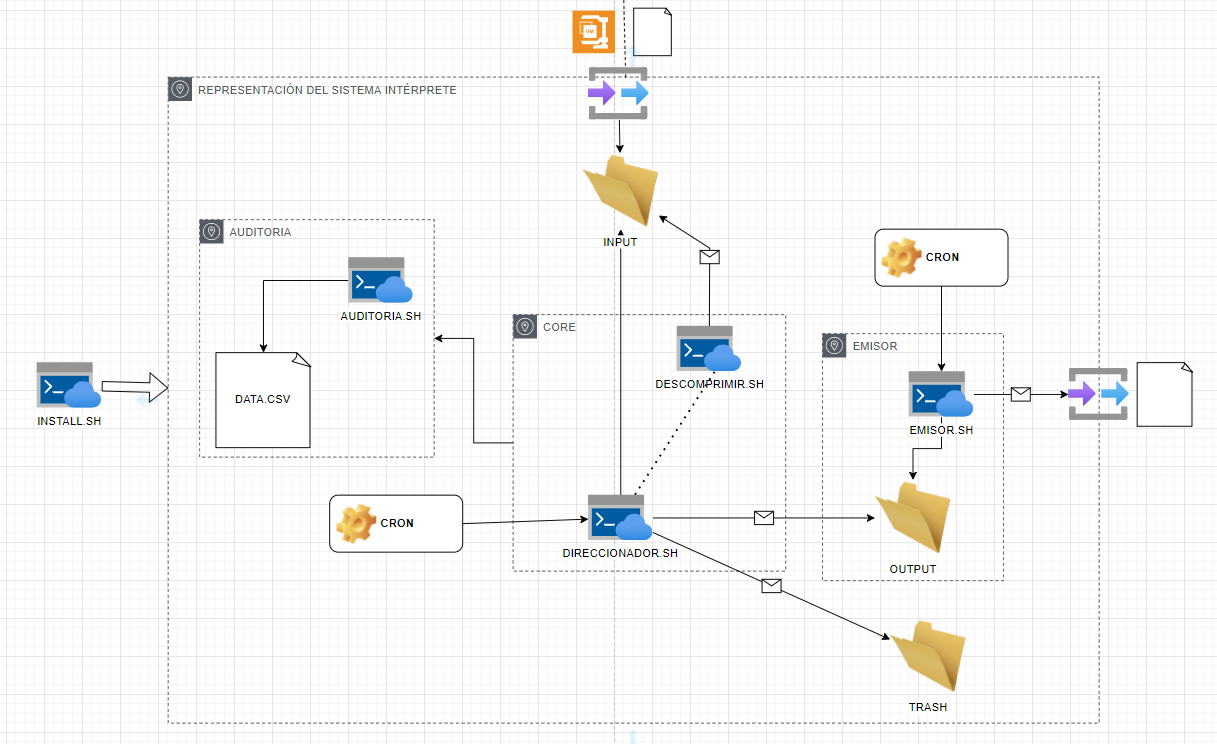 VM
REPRESENTACIÓN DEL SISTEMA INTÉRPRETE
INPUT
AUDITORIA
AUDITORIA.SH
DATA.CSV
CRON
CORE
DESCOMPRIMIR.SH
EMISOR
EMISOR.SH
INSTALL.SH
CRON
DIRECCIONADOR.SH
OUTPUT
TRASH